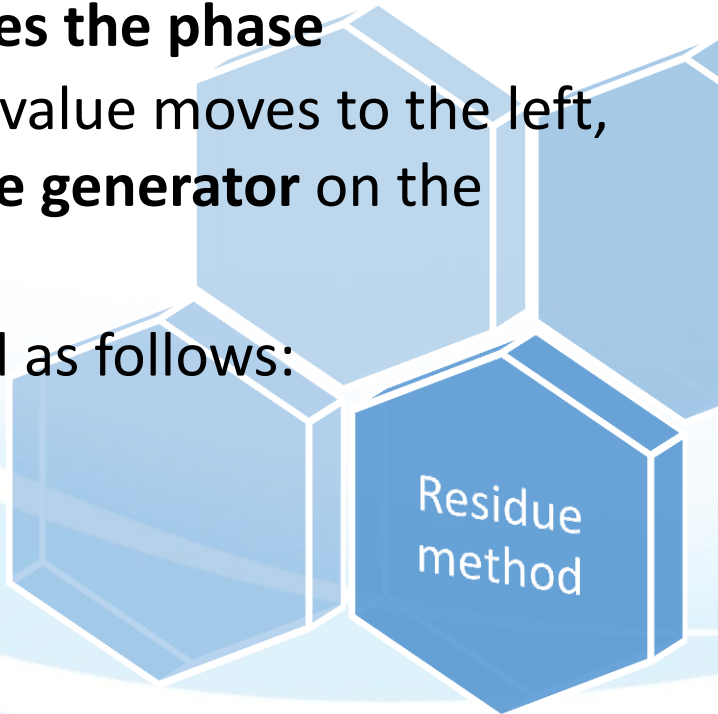 es the phase
value moves to the left,
e generator on the
as follows:
Residue
method